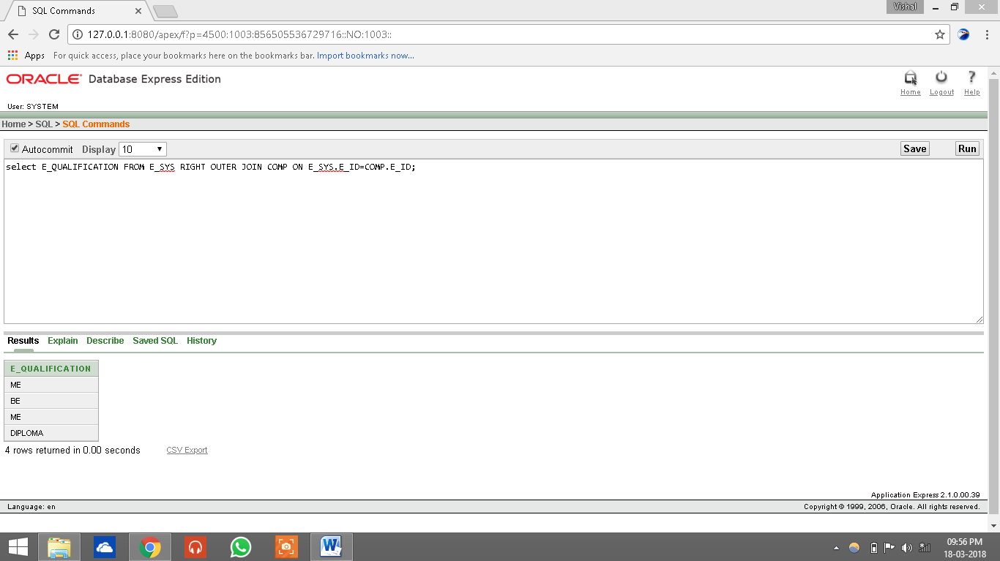 SQL Commands
Vishal
127.0.0.1:8080/apex/f?p=4500:1003:856505536729716::NO:1003::
Apps For quick access, place your bookmarks here on the bookmarks bar. Import bookmarks now...
ORACLE Database Express Edition
Home Logout Help
User: SYSTEM
Home > SQL > SQL Commands
Autocommit Display 10 Save Run
select E_QUALIFICATION FROM E_SYS RIGHT OUTER JOIN COMP ON E_SYS.E_ID=COMP.E_ID;
Results Explain Describe Saved SQL History
E_QUALIFICATION
ME
BE
ME
DIPLOMA
4 rows returned in 0.00 seconds CSV Export
Application Express 2.1.0.00.39
Language: en Copyright © 1999, 2006, Oracle. All rights reserved.
09:56 PM
18-03-2018